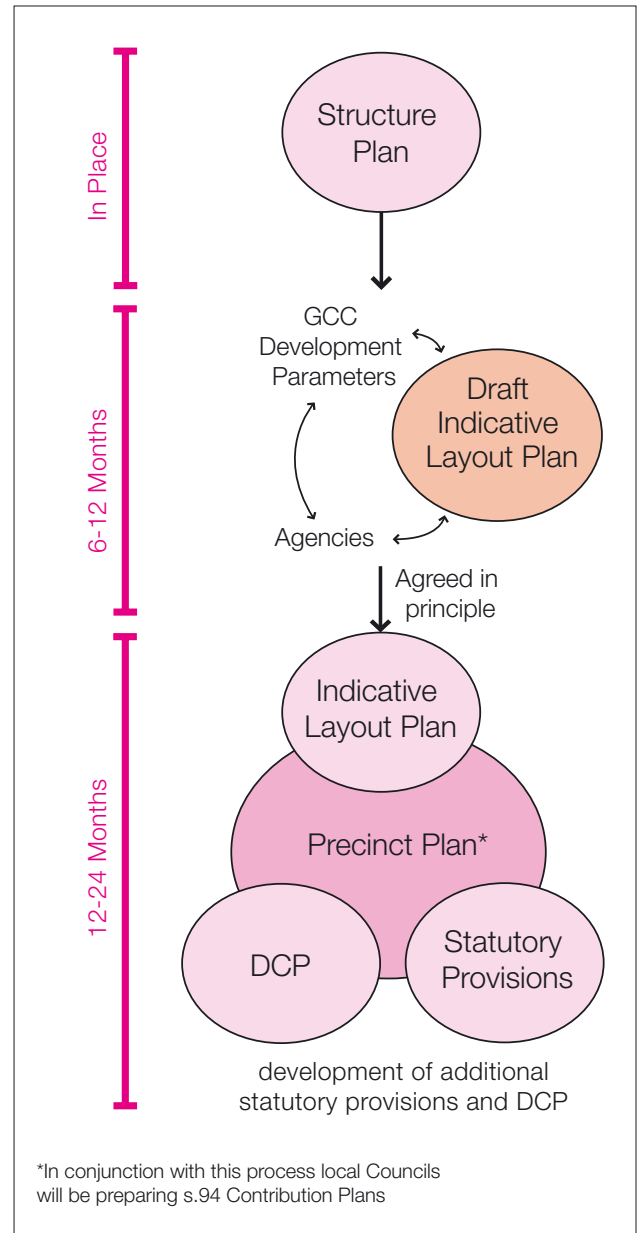 In Place
Structure
Plan
6-12 Months
GCC
Development
Parameters
Draft
Indicative
Layout Plan
Agencies
Agreed in
principle
12-24 Months
Indicative
Layout Plan
Precinct Plan*
DCP
Statutory
Provisions
development of additional
statutory provisions and DCP
*In conjunction with this process local Councils
will be preparing s.94 Contribution Plans